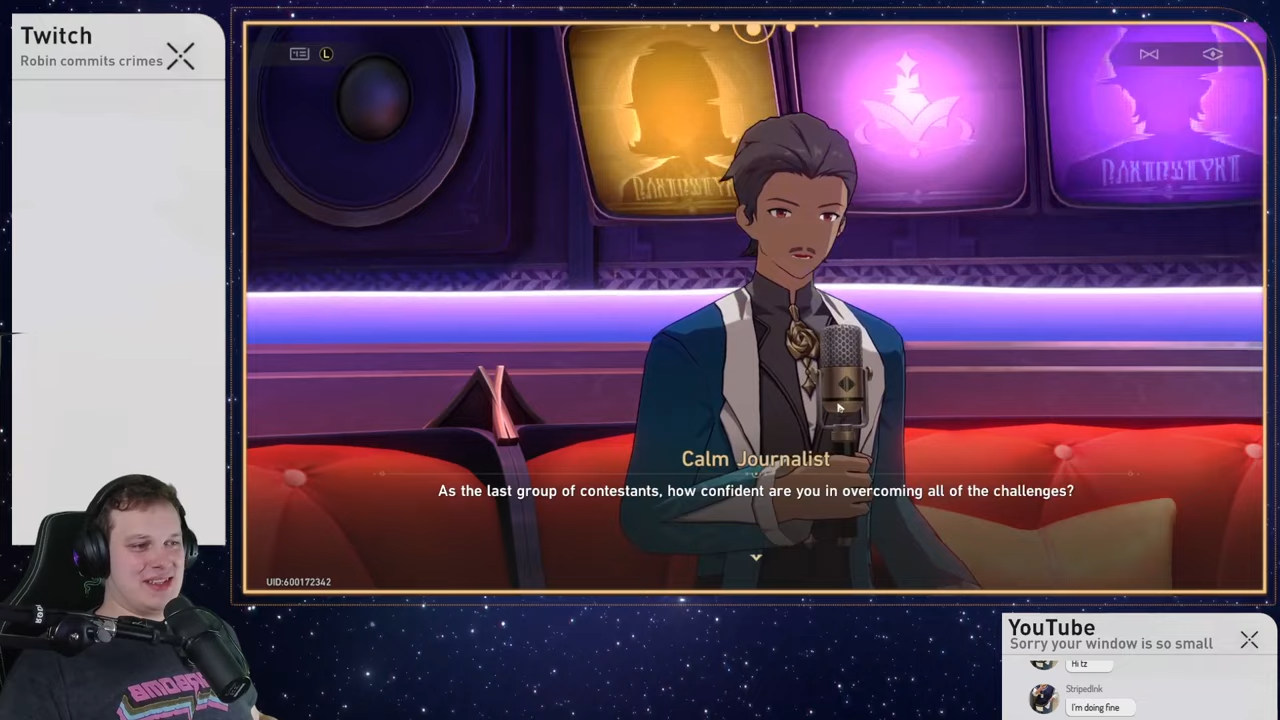 Twitch
Robin commits crimes
L
Calm Journalist
As the last group of contestants, how confident are you in overcoming all of the challenges?
UID:600172342
YouTube
Sorry your window is so small
Hi tz
StripedInk
I'm doing fine